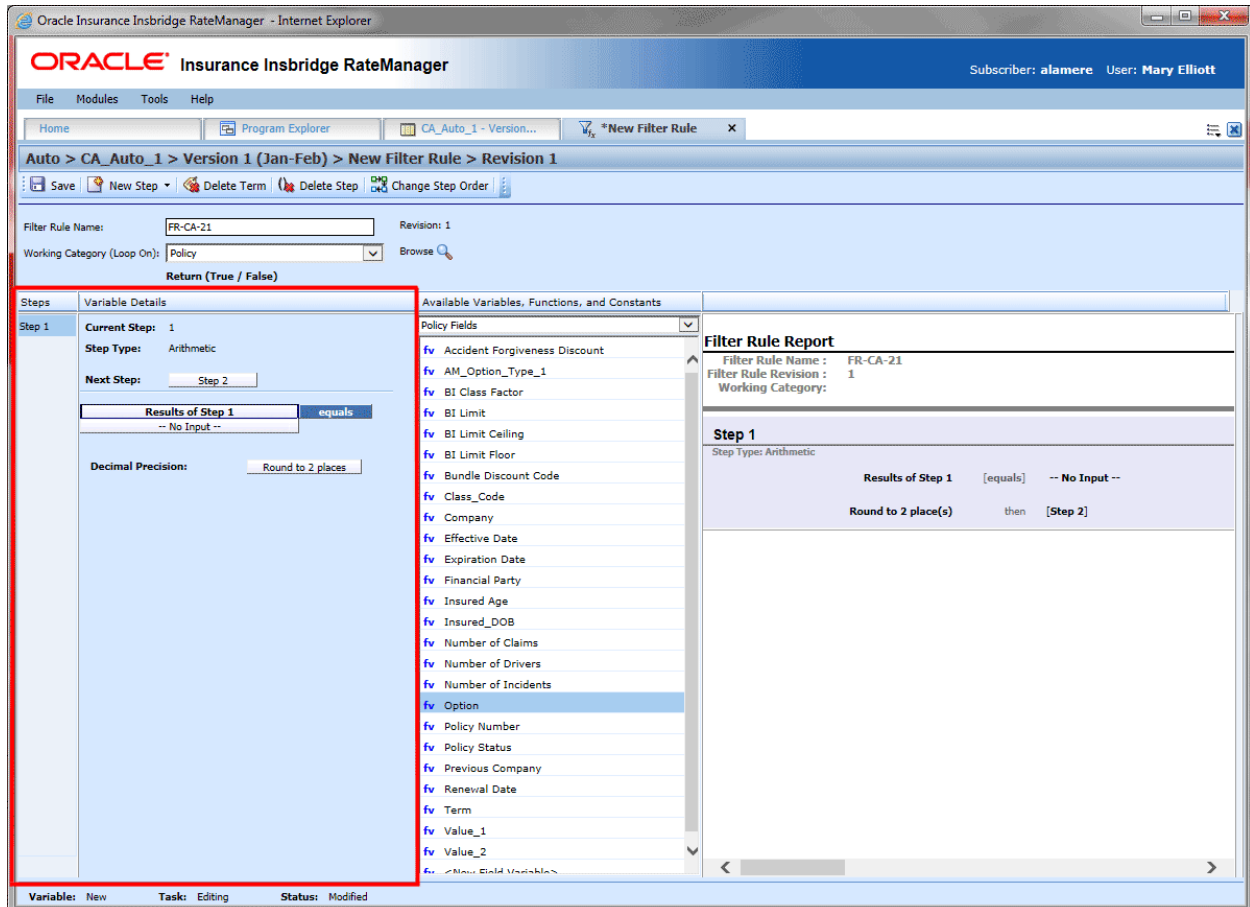 Oracle Insurance Insbridge RateManager - Internet Explorer
ORACLE Insurance Insbridge RateManager
Subscriber: alamere User: Mary Elliott
File Modules Tools Help
Home Program Explorer CA_Auto_1 - Version... *New Filter Rule x
Auto > CA_Auto_1 > Version 1 (Jan-Feb) > New Filter Rule > Revision 1
Save New Step Delete Term Delete Step Change Step Order
Filter Rule Name: FR-CA-21 Revision: 1
Working Category (Loop On): Policy Browse
Return (True / False)
Steps Variable Details
Step 1
Current Step: 1
Step Type: Arithmetic
Next Step: Step 2
Results of Step 1 equals
-- No Input --
Decimal Precision: Round to 2 places
Available Variables, Functions, and Constants
Policy Fields
fv Accident Forgiveness Discount
fv AM_Option_Type_1
fv BI Class Factor
fv BI Limit
fv BI Limit Ceiling
fv BI Limit Floor
fv Bundle Discount Code
fv Class_Code
fv Company
fv Effective Date
fv Expiration Date
fv Financial Party
fv Insured Age
fv Insured_DOB
fv Number of Claims
fv Number of Drivers
fv Number of Incidents
fv Option
fv Policy Number
fv Policy Status
fv Previous Company
fv Renewal Date
fv Term
fv Value_1
fv Value_2
fv <New Field Variable>
Filter Rule Report
Filter Rule Name : FR-CA-21
Filter Rule Revision : 1
Working Category:
Step 1
Step Type: Arithmetic
Results of Step 1 [equals] -- No Input --
Round to 2 place(s) then [Step 2]
Variable: New Task: Editing Status: Modified